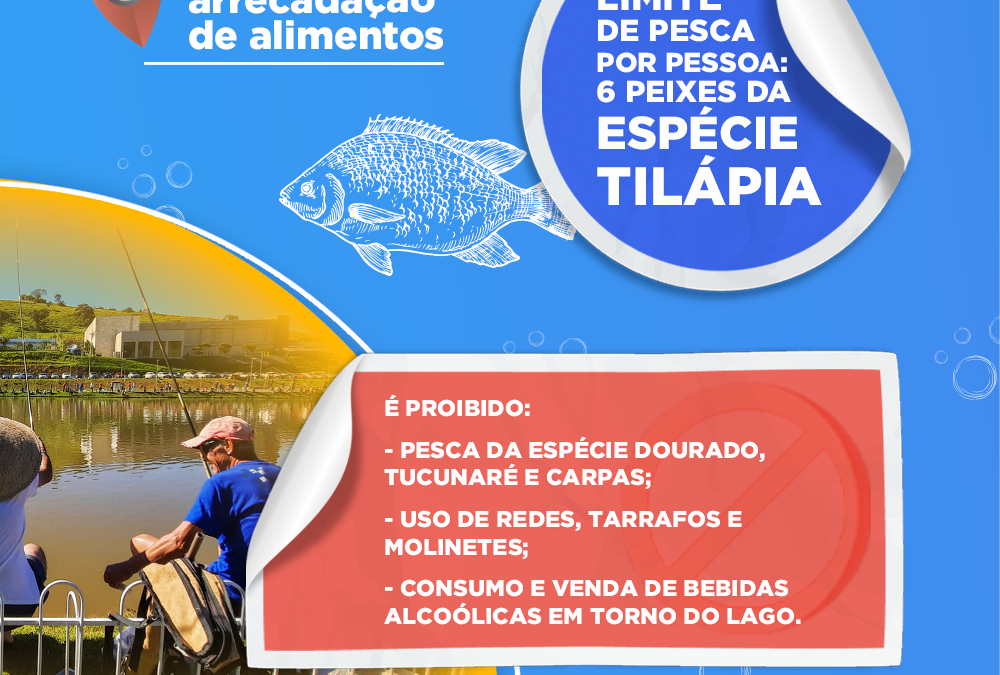 arrecadação
de alimentos
LIMITE
DE PESCA
POR PESSOA:
6 PEIXES DA
ESPÉCIE
TILÁPIA
É PROIBIDO:
- PESCA DA ESPÉCIE DOURADO,
TUCUNARÉ E CARPAS;
- USO DE REDES, TARRAFOS E
MOLINETES;
- CONSUMO E VENDA DE BEBIDAS
ALCOÓLICAS EM TORNO DO LAGO.